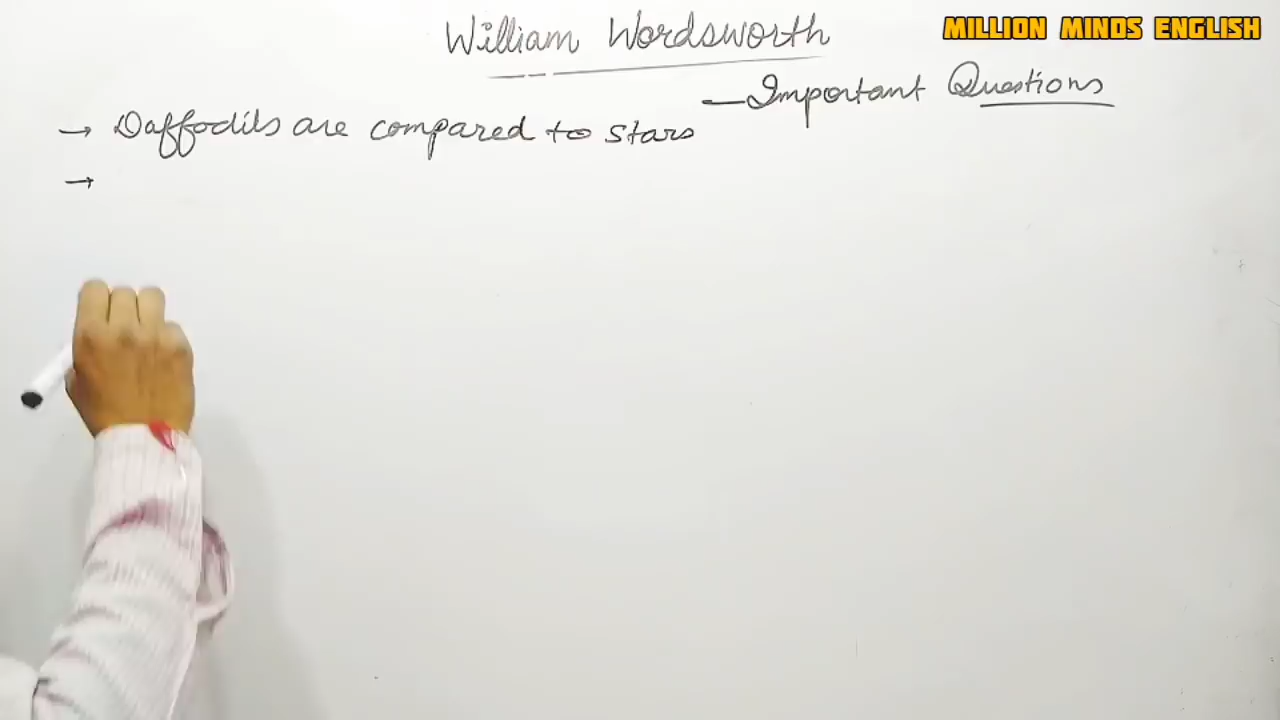 William Wordsworth
MILLION MINDS ENGLISH
— Important Questions
→ Daffodils are compared to stars
→